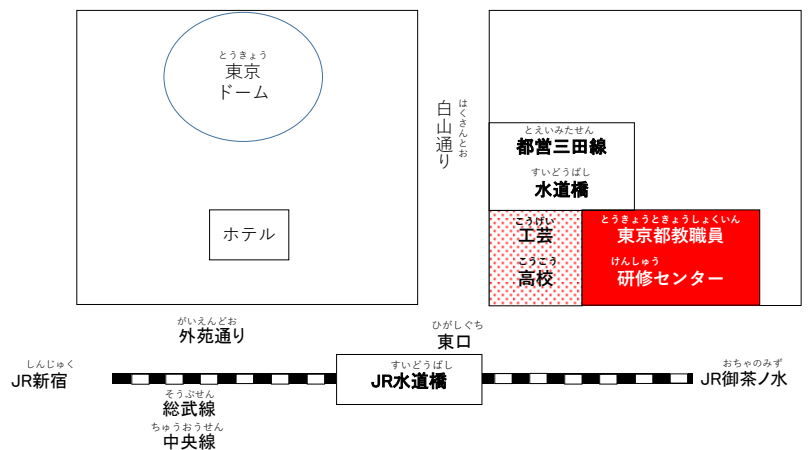 とうきょう
東京
ドーム
はくさんとお
白山通り
とえいみたせん
都営三田線
すいどうばし
水道橋
こうげい
工芸
こうこう
高校
とうきょうときょうしょくいん
東京都教職員
けんしゅう
研修センター
ホテル
がいえんどお
外苑通り
ひがしぐち
東口
しんじゅく
JR新宿
すいどうばし
JR水道橋
おちゃのみず
JR御茶ノ水
そうぶせん
総武線
ちゅうおうせん
中央線